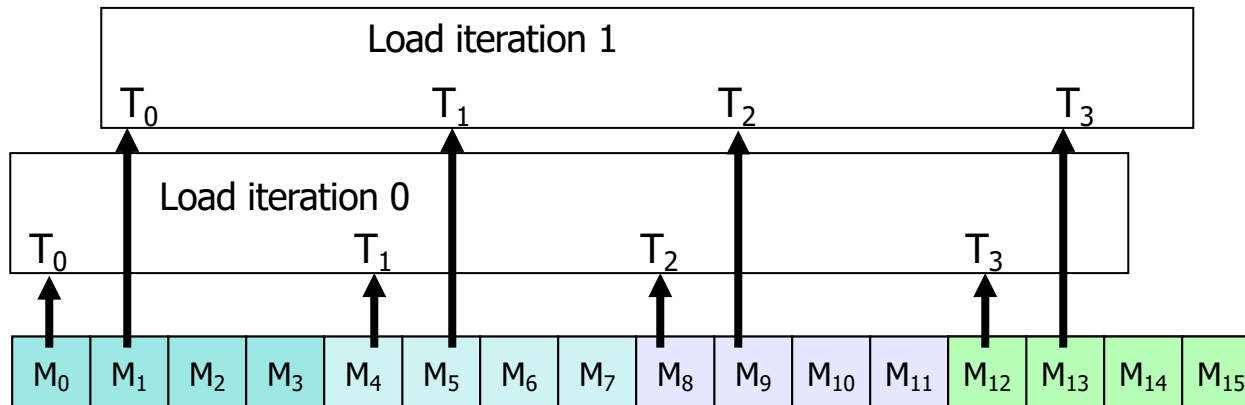 Load iteration 1
T₀ T₁ T₂ T₃
Load iteration 0
T₀ T₁ T₂ T₃
M₀ M₁ M₂ M₃ M₄ M₅ M₆ M₇ M₈ M₉ M₁₀ M₁₁ M₁₂ M₁₃ M₁₄ M₁₅